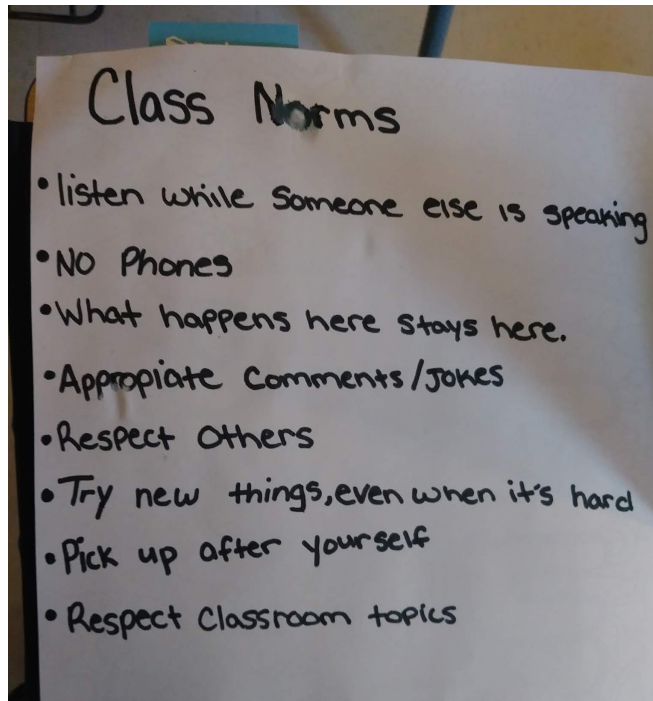 Class Norms
• listen while someone else is speaking
• No Phones
• What happens here stays here.
• Appropiate Comments/Jokes
• Respect Others
• Try new things, even when it's hard
• Pick up after yourself
• Respect Classroom topics